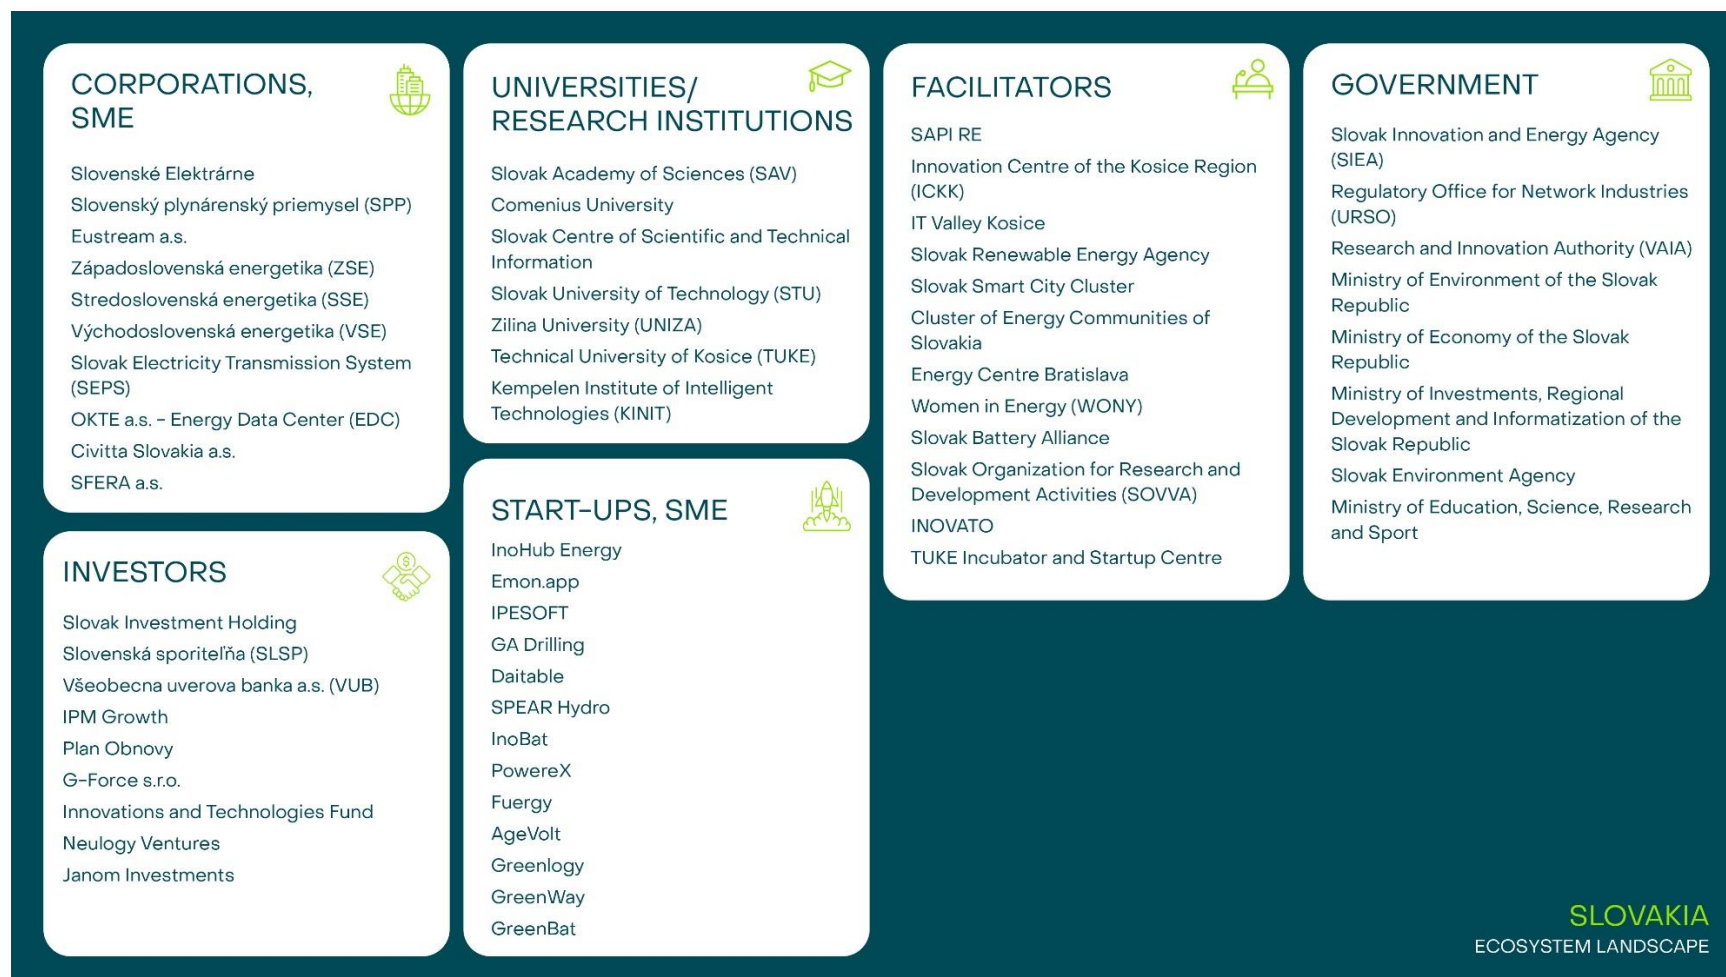 CORPORATIONS,
SME
Slovenské Elektrárne
Slovenský plynárenský priemysel (SPP)
Eustream a.s.
Západoslovenská energetika (ZSE)
Stredoslovenská energetika (SSE)
Východoslovenská energetika (VSE)
Slovak Electricity Transmission System
(SEPS)
OKTE a.s. - Energy Data Center (EDC)
Civitta Slovakia a.s.
SFERA a.s.
INVESTORS
Slovak Investment Holding
Slovenská sporiteľňa (SLSP)
Všeobecna uverova banka a.s. (VUB)
IPM Growth
Plan Obnovy
G-Force s.r.o.
Innovations and Technologies Fund
Neulogy Ventures
Janom Investments
UNIVERSITIES/
RESEARCH INSTITUTIONS
Slovak Academy of Sciences (SAV)
Comenius University
Slovak Centre of Scientific and Technical
Information
Slovak University of Technology (STU)
Zilina University (UNIZA)
Technical University of Kosice (TUKE)
Kempelen Institute of Intelligent
Technologies (KINIT)
START-UPS, SME
InoHub Energy
Emon.app
IPESOFT
GA Drilling
Daitable
SPEAR Hydro
InoBat
PowereX
Fuergy
AgeVolt
Greenlogy
GreenWay
GreenBat
FACILITATORS
SAPI RE
Innovation Centre of the Kosice Region
(ICKK)
IT Valley Kosice
Slovak Renewable Energy Agency
Slovak Smart City Cluster
Cluster of Energy Communities of
Slovakia
Energy Centre Bratislava
Women in Energy (WONY)
Slovak Battery Alliance
Slovak Organization for Research and
Development Activities (SOVVA)
INOVATO
TUKE Incubator and Startup Centre
GOVERNMENT
Slovak Innovation and Energy Agency
(SIEA)
Regulatory Office for Network Industries
(URSO)
Research and Innovation Authority (VAIA)
Ministry of Environment of the Slovak
Republic
Ministry of Economy of the Slovak
Republic
Ministry of Investments, Regional
Development and Informatization of the
Slovak Republic
Slovak Environment Agency
Ministry of Education, Science, Research
and Sport
SLOVAKIA
ECOSYSTEM LANDSCAPE